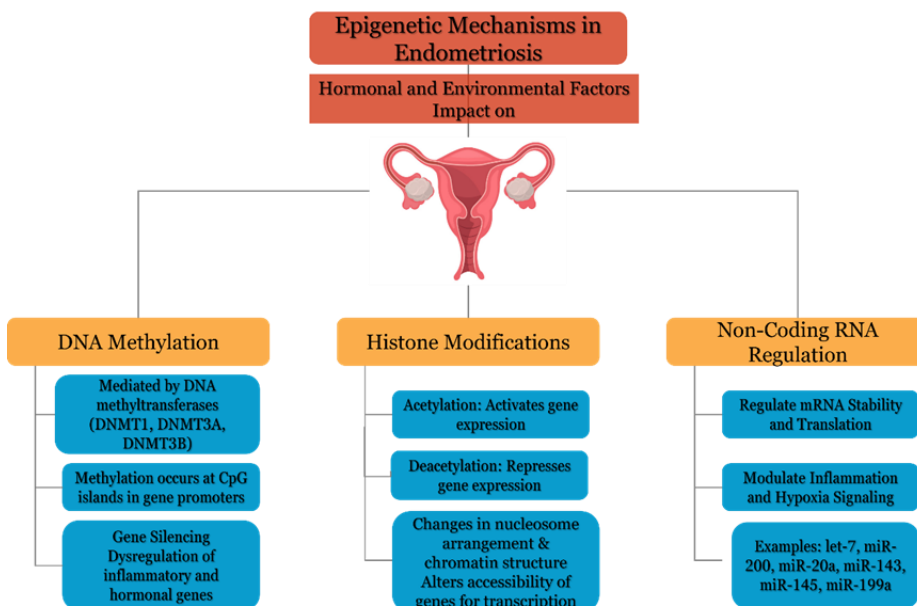 Epigenetic Mechanisms in
Endometriosis
Hormonal and Environmental Factors
Impact on
DNA Methylation
Mediated by DNA
methyltransferases
(DNMT1, DNMT3A,
DNMT3B)
Methylation occurs at CpG
islands in gene promoters
Gene Silencing
Dysregulation of
inflammatory and
hormonal genes
Histone Modifications
Acetylation: Activates gene
expression
Deacetylation: Represses
gene expression
Changes in nucleosome
arrangement &
chromatin structure
Alters accessibility of
genes for transcription
Non-Coding RNA
Regulation
Regulate mRNA Stability
and Translation
Modulate Inflammation
and Hypoxia Signaling
Examples: let-7, miR-
200, miR-20a, miR-143,
miR-145, miR-199a